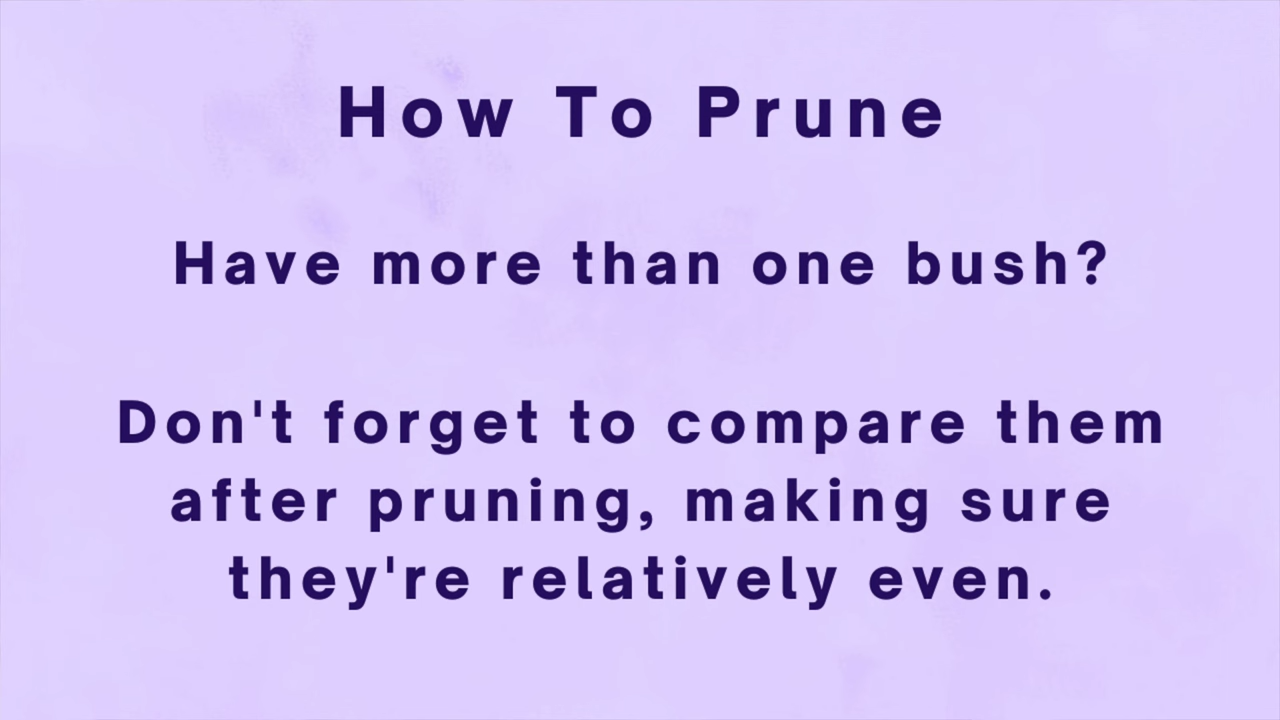 How To Prune
Have more than one bush?
Don't forget to compare them
after pruning, making sure
they're relatively even.